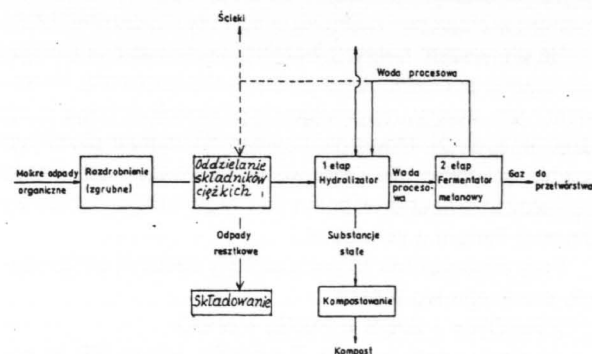 Ścieki
Woda procesowa
Mokre odpady
organiczne
Rozdrobnienie
(zgrubne)
Oddzielanie
składników
ciężkich
1 etap
Hydrolizator
Woda
proceso-
wa
2 etap
Fermentator
metanowy
Gaz do
przetwórstwa
Odpady
resztkowe
Substancje
stałe
Składowanie
Kompostowanie
Kompost